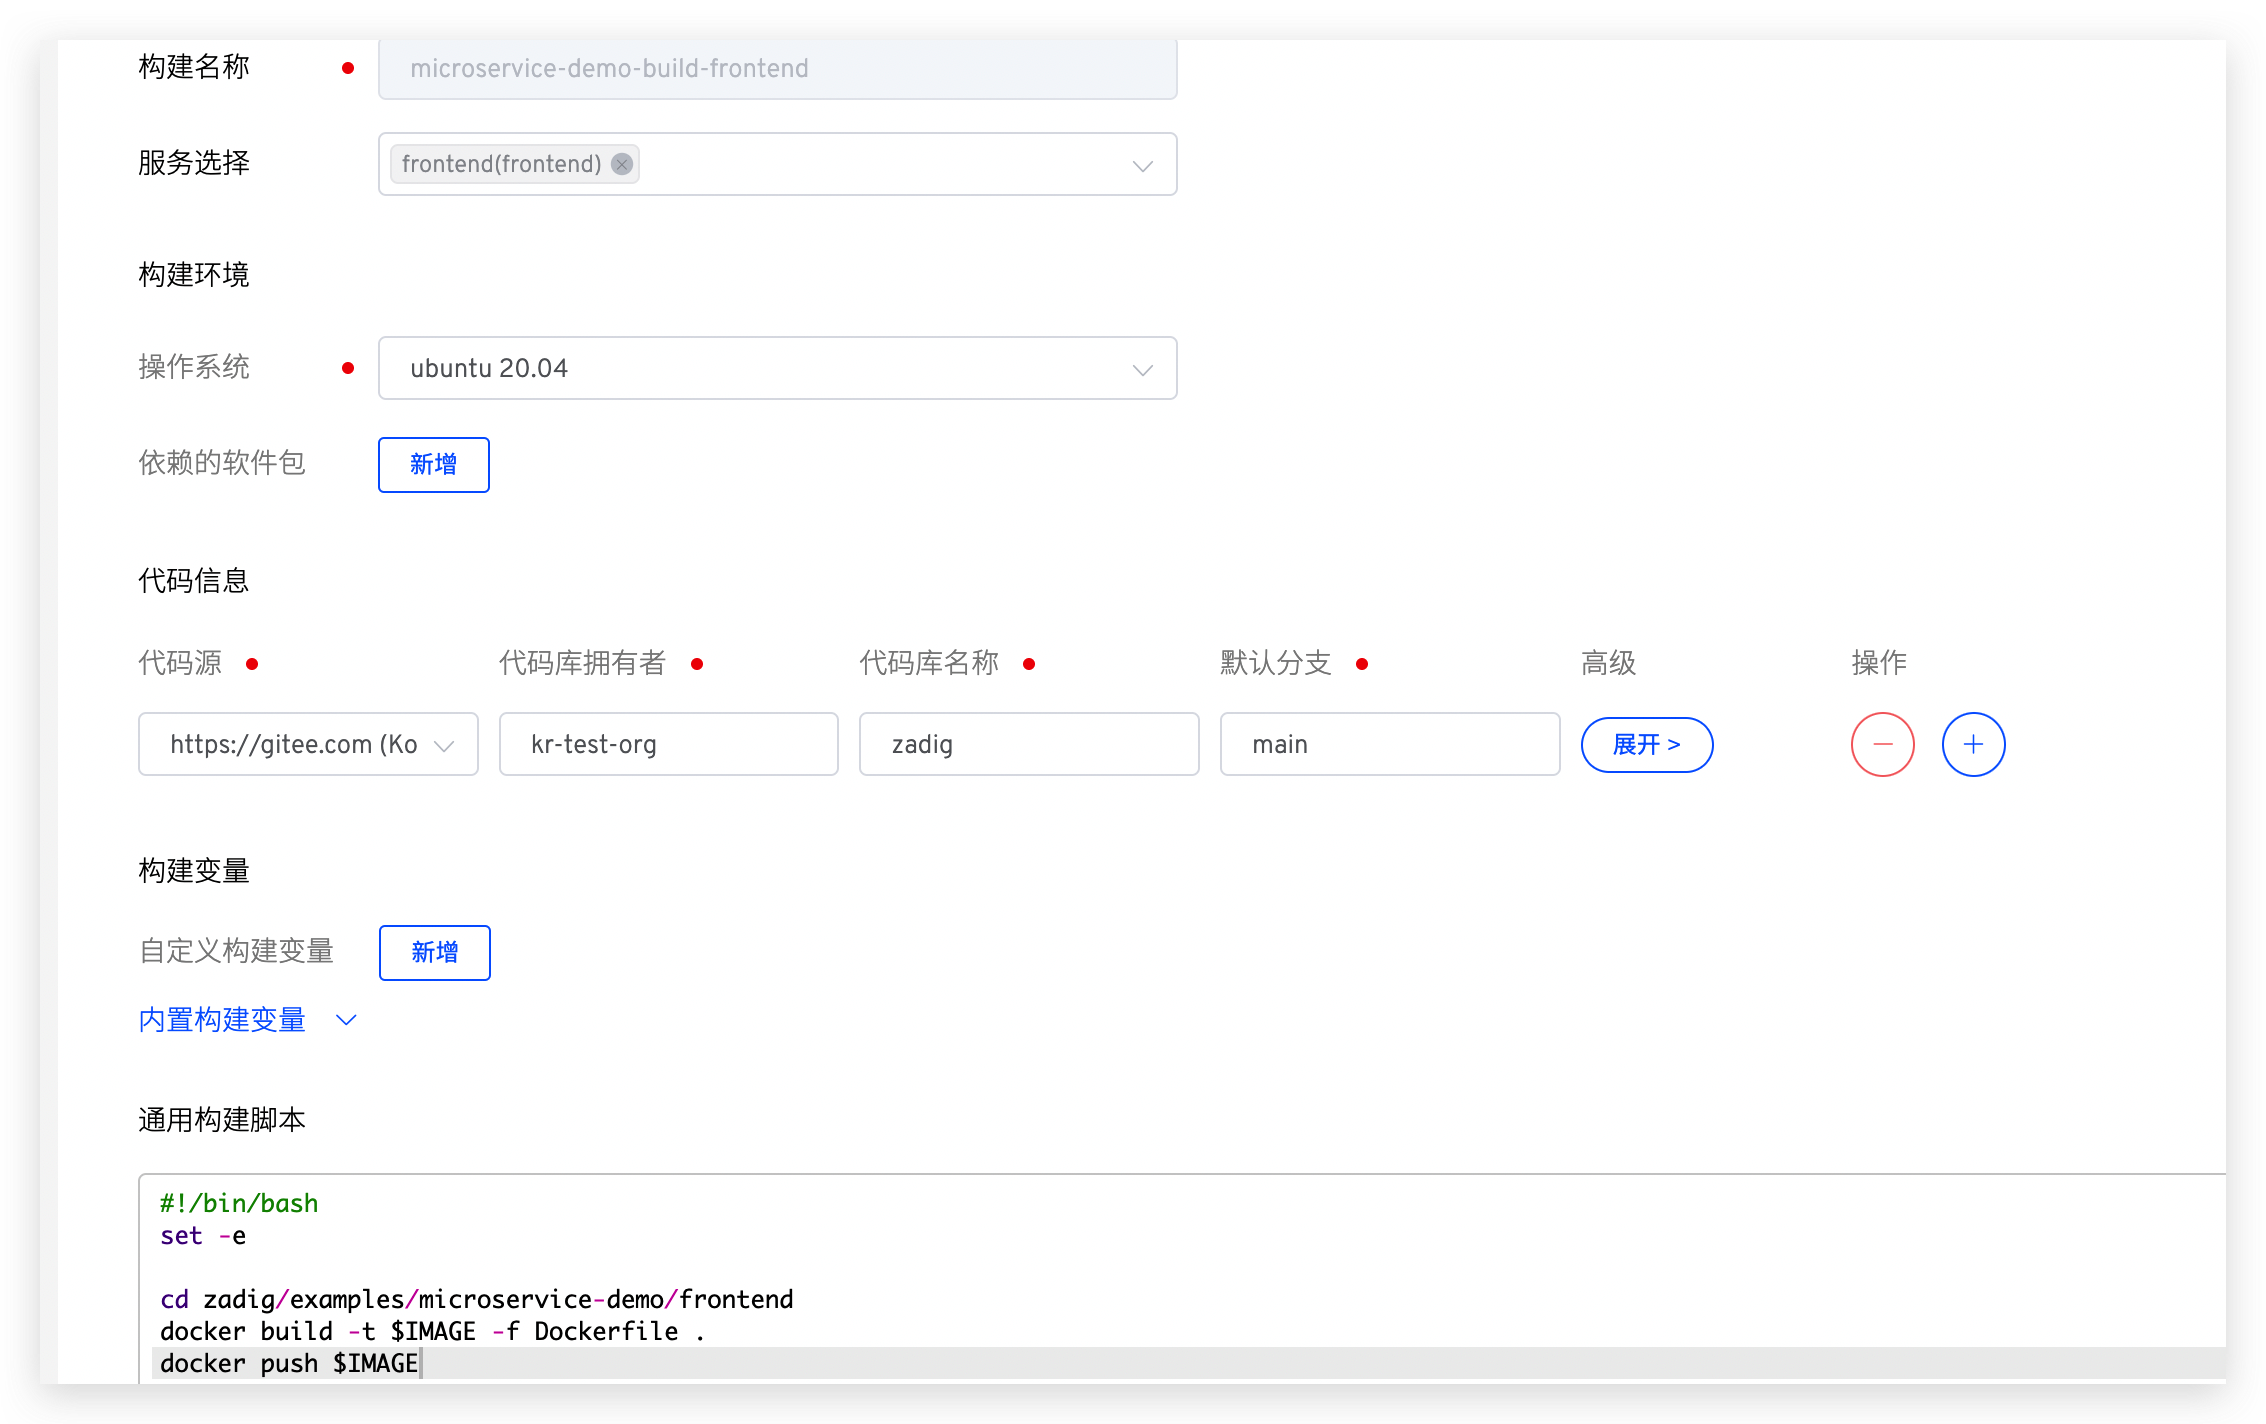 构建名称 microservice-demo-build-frontend
服务选择 frontend(frontend)
构建环境
操作系统 ubuntu 20.04
依赖的软件包 新增
代码信息
代码源 代码库拥有者 代码库名称 默认分支 高级 操作
https://gitee.com (Ko kr-test-org zadig main 展开 >
构建变量
自定义构建变量 新增
内置构建变量
通用构建脚本
#!/bin/bash
set -e
cd zadig/examples/microservice-demo/frontend
docker build -t $IMAGE -f Dockerfile .
docker push $IMAGE